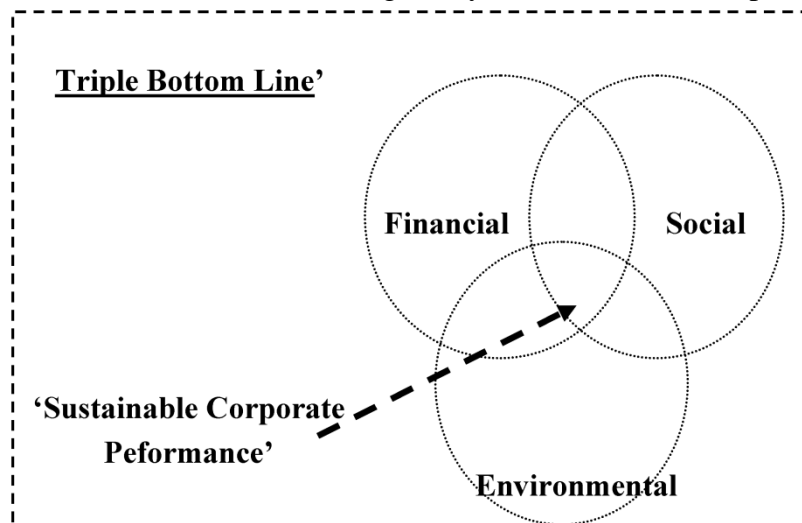 Triple Bottom Line’
Financial
Social
‘Sustainable Corporate
Peformance’
Environmental